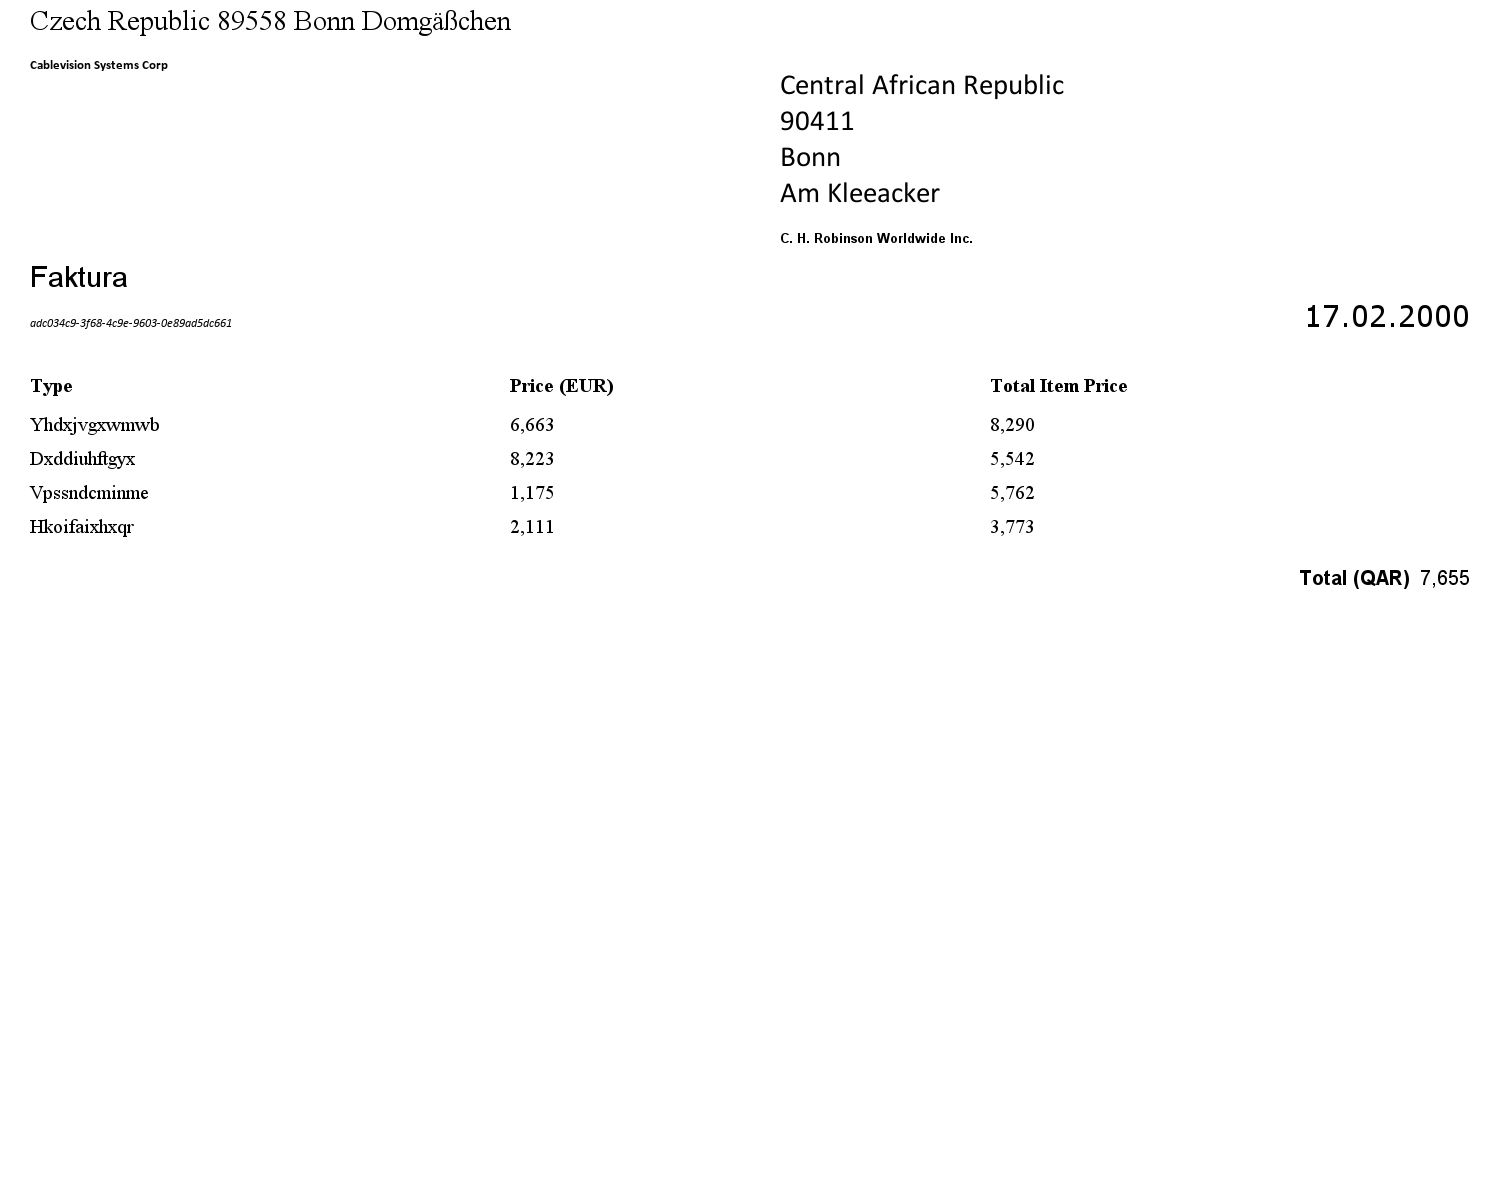 Czech Republic 89558 Bonn Domgäßchen
Cablevision Systems Corp
Central African Republic
90411
Bonn
Am Kleeacker
C. H. Robinson Worldwide Inc.
Faktura
adc034c9-3f68-4c9e-9603-0e89ad5dc661
17.02.2000
Type Price (EUR) Total Item Price
Yhdxjvgxwmwb 6,663 8,290
Dxddiuhftgyx 8,223 5,542
Vpssndcminme 1,175 5,762
Hkoifaixhxqr 2,111 3,773
Total (QAR) 7,655